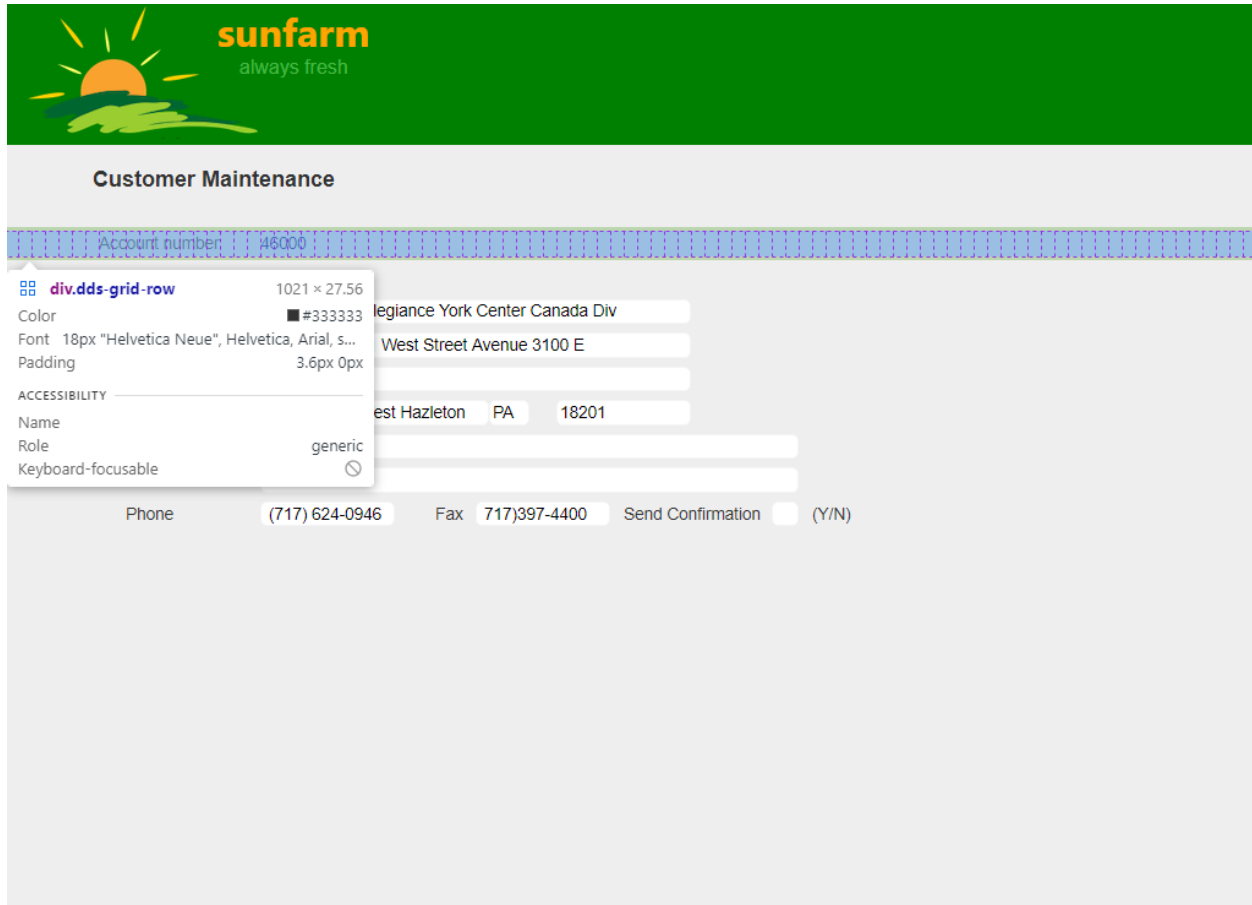 sunfarm
always fresh
Customer Maintenance
Account number 46000
div.dds-grid-row 1021 × 27.56
Color #333333
Font 18px "Helvetica Neue", Helvetica, Arial, s...
Padding 3.6px 0px
ACCESSIBILITY
Name
Role generic
Keyboard-focusable
legiance York Center Canada Div
West Street Avenue 3100 E
est Hazleton PA 18201
Phone (717) 624-0946 Fax 717)397-4400 Send Confirmation (Y/N)